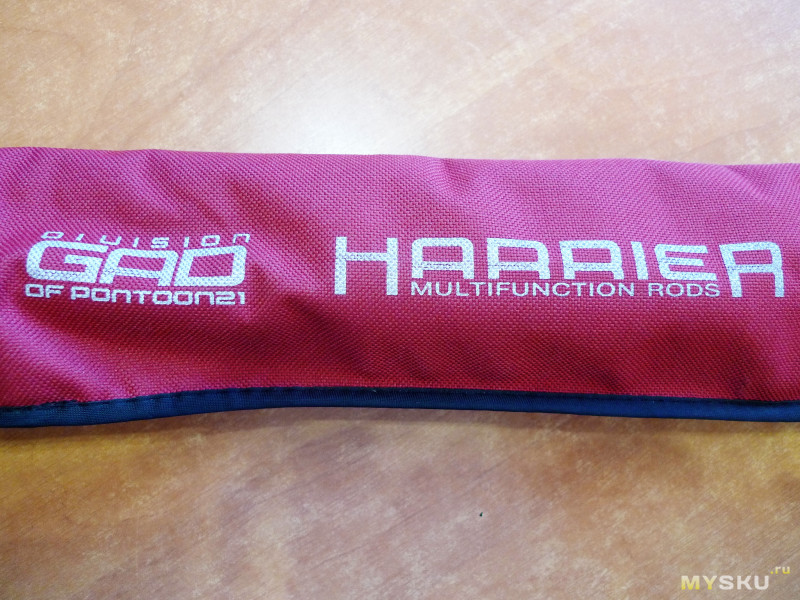 DIVISION
GAD
OF PONTOON21
HARRIER
MULTIFUNCTION RODS
MYSKU.ru